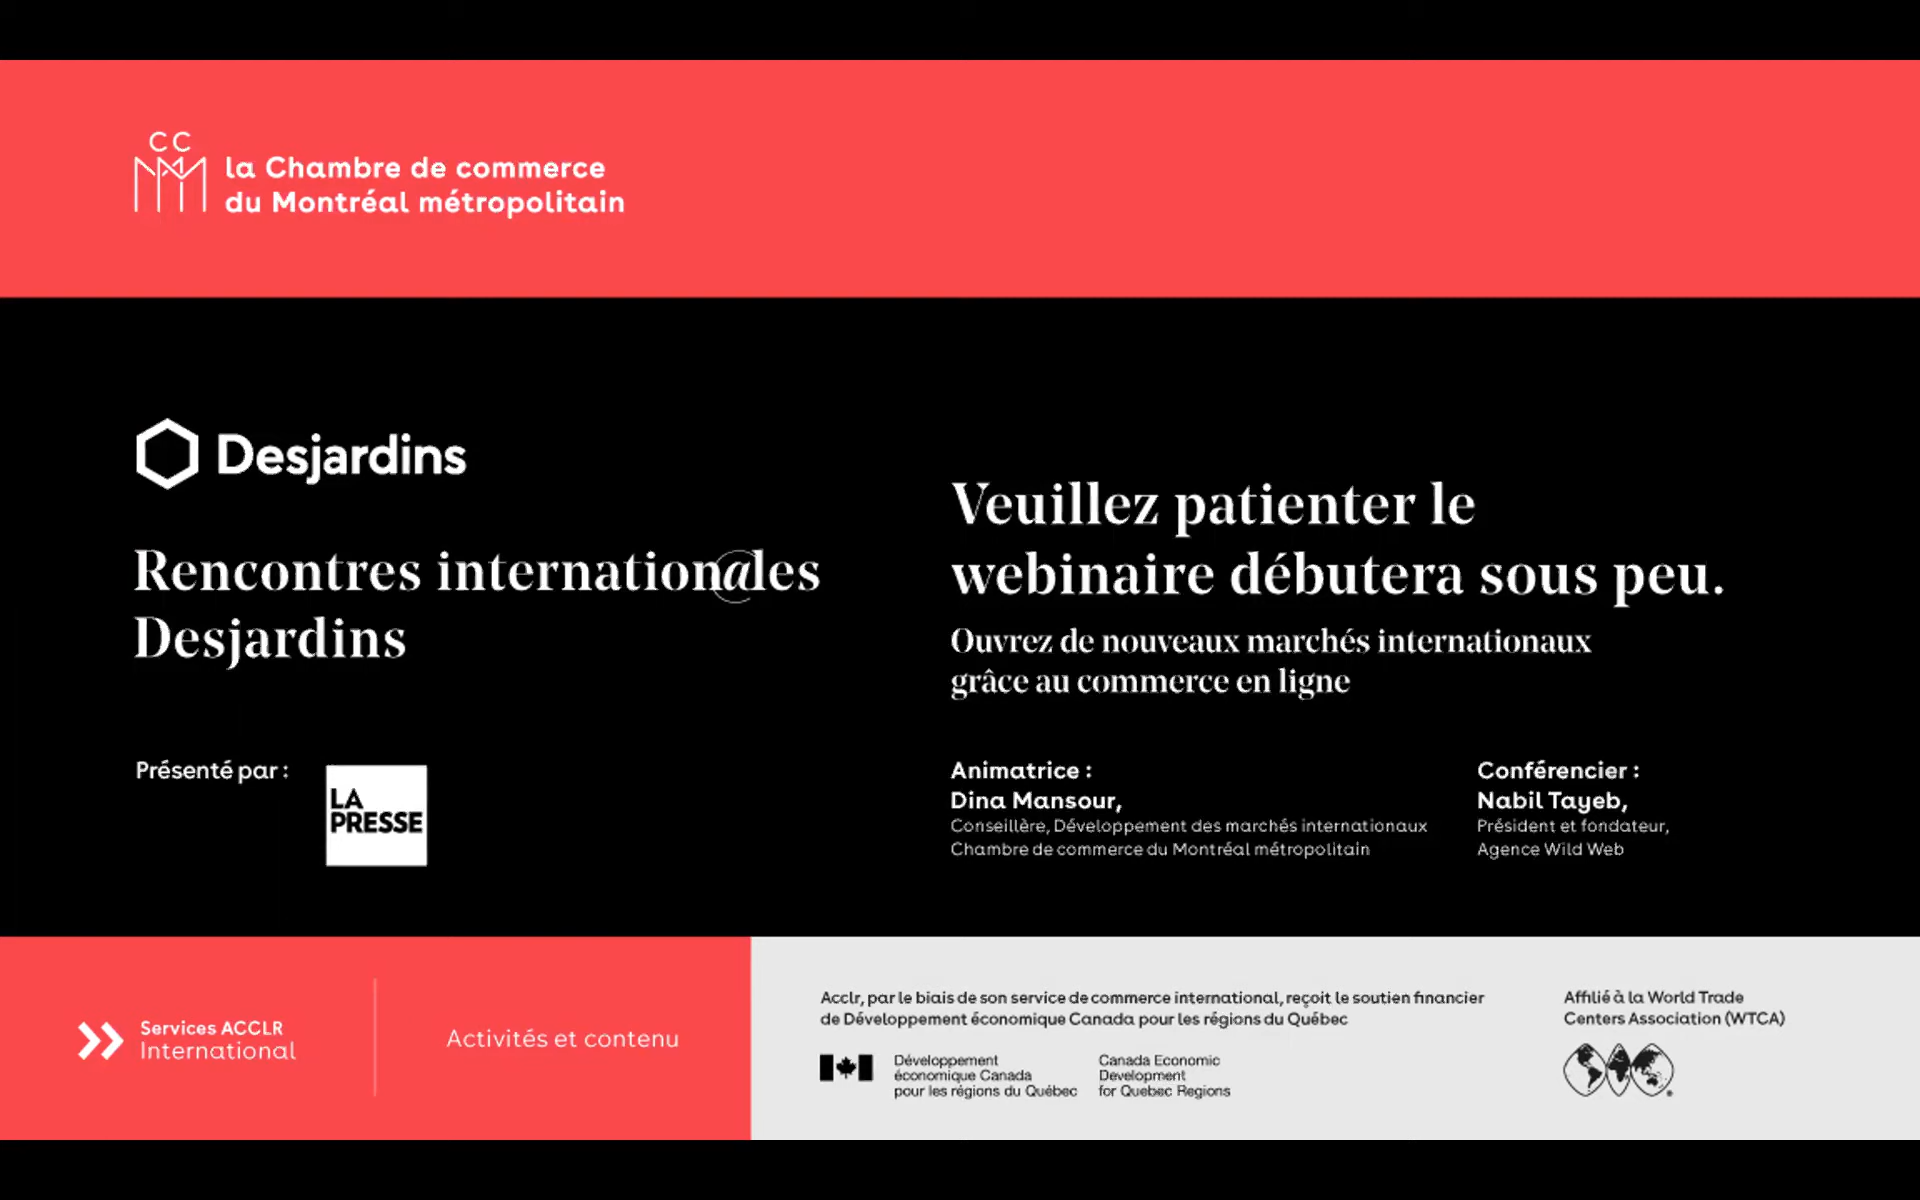 CC
MM
la Chambre de commerce
du Montréal métropolitain
Desjardins
Rencontres internation@les
Desjardins
Présenté par :
LA
PRESSE
Veuillez patienter le
webinaire débutera sous peu.
Ouvrez de nouveaux marchés internationaux
grâce au commerce en ligne
Animatrice :
Dina Mansour,
Conseillère, Développement des marchés internationaux
Chambre de commerce du Montréal métropolitain
Conférencier :
Nabil Tayeb,
Président et fondateur,
Agence Wild Web
Services ACCLR
International
Activités et contenu
Acclr, par le biais de son service de commerce international, reçoit le soutien financier
de Développement économique Canada pour les régions du Québec
Développement
économique Canada
pour les régions du Québec
Canada Economic
Development
for Quebec Regions
Affilié à la World Trade
Centers Association (WTCA)